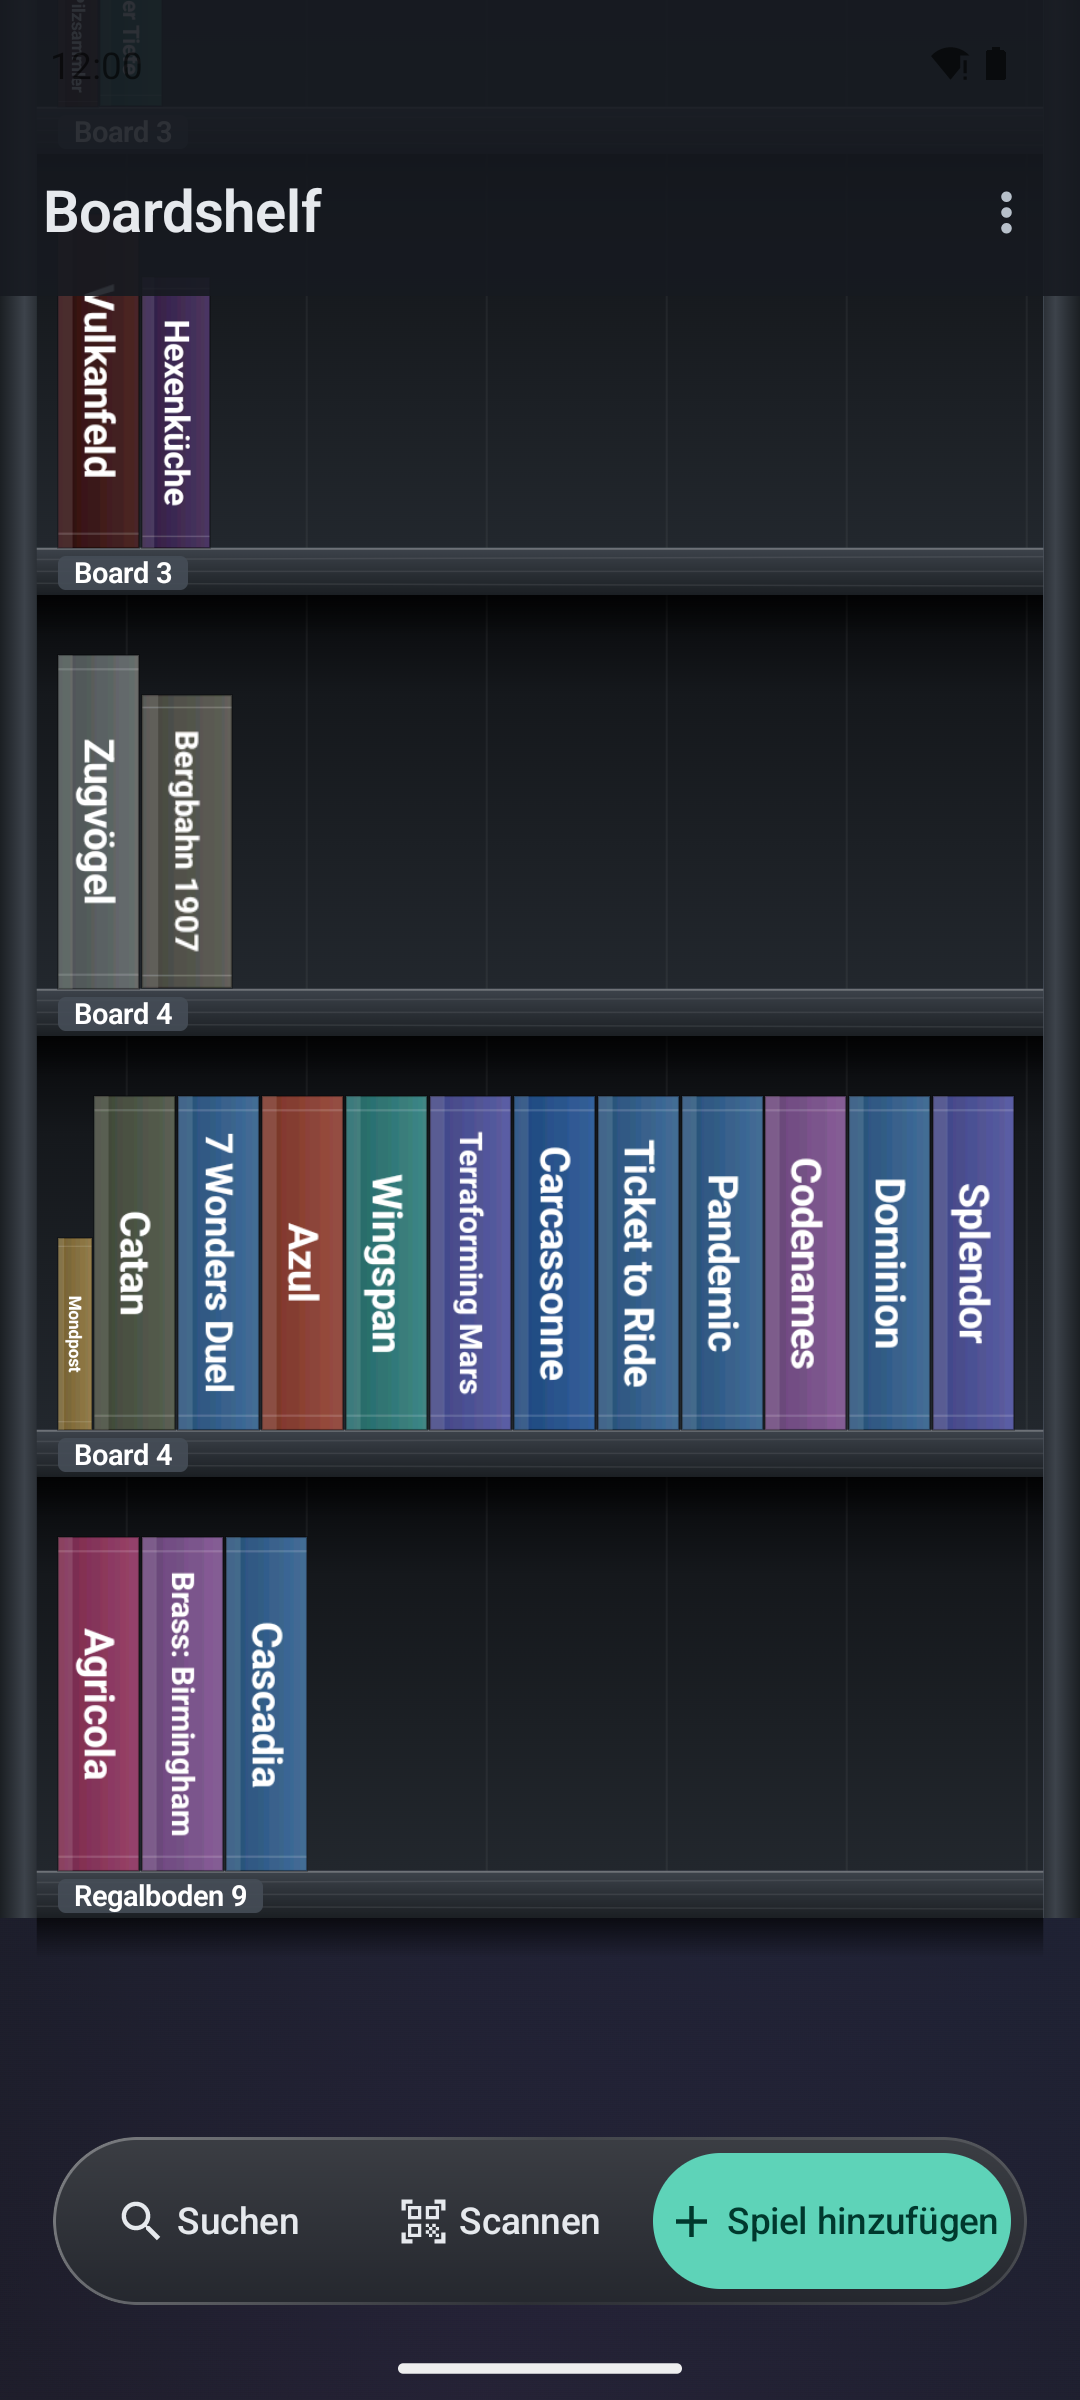 12:00
Board 3
Boardshelf
Vulkanfeld
Hexenküche
Board 3
Zugvögel
Bergbahn 1907
Board 4
Mondpost
Catan
7 Wonders Duel
Azul
Wingspan
Terraforming Mars
Carcassonne
Ticket to Ride
Pandemic
Codenames
Dominion
Splendor
Board 4
Agricola
Brass: Birmingham
Cascadia
Regalboden 9
Suchen
Scannen
Spiel hinzufügen